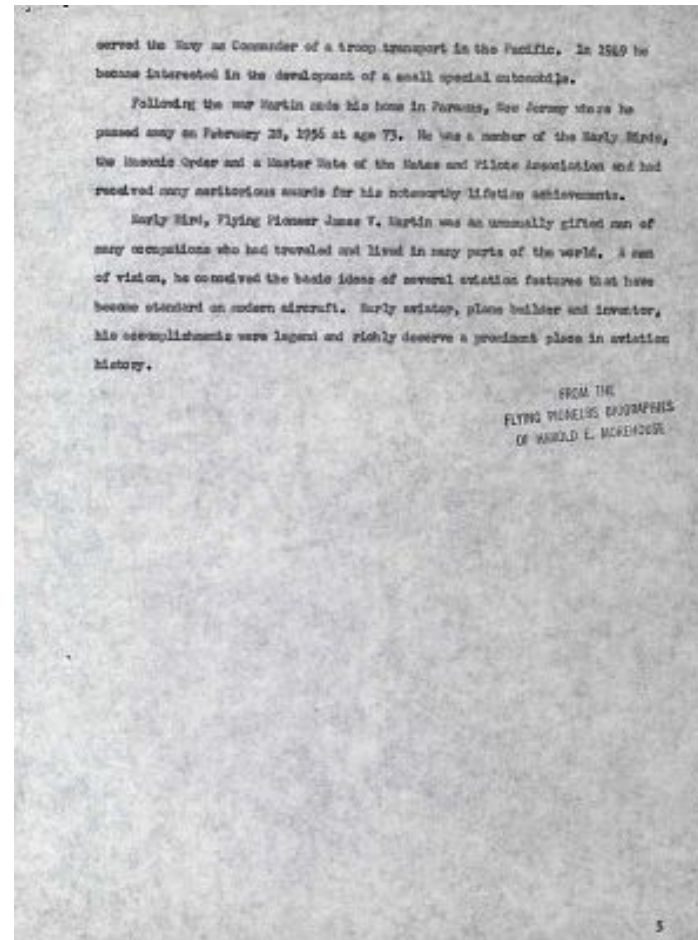 served the Navy as Commander of a troop transport in the Pacific. In 1949 he
became interested in the development of a small special automobile.
Following the war Martin made his home in Paramus, New Jersey where he
passed away on February 28, 1956 at age 73. He was a member of the Early Birds,
the Masonic Order and a Master Mate of the Mates and Pilots Association and had
received many meritorious awards for his noteworthy lifetime achievements.
Early Bird, Flying Pioneer James V. Martin was an unusually gifted man of
many occupations who had traveled and lived in many parts of the world. A man
of vision, he conceived the basic ideas of several aviation features that have
become standard on modern aircraft. Early aviator, plane builder and inventor,
his accomplishments were legend and richly deserve a prominent place in aviation
history.
FROM THE
FLYING PIONEERS BIOGRAPHIES
OF HAROLD E. MOREHOUSE
5